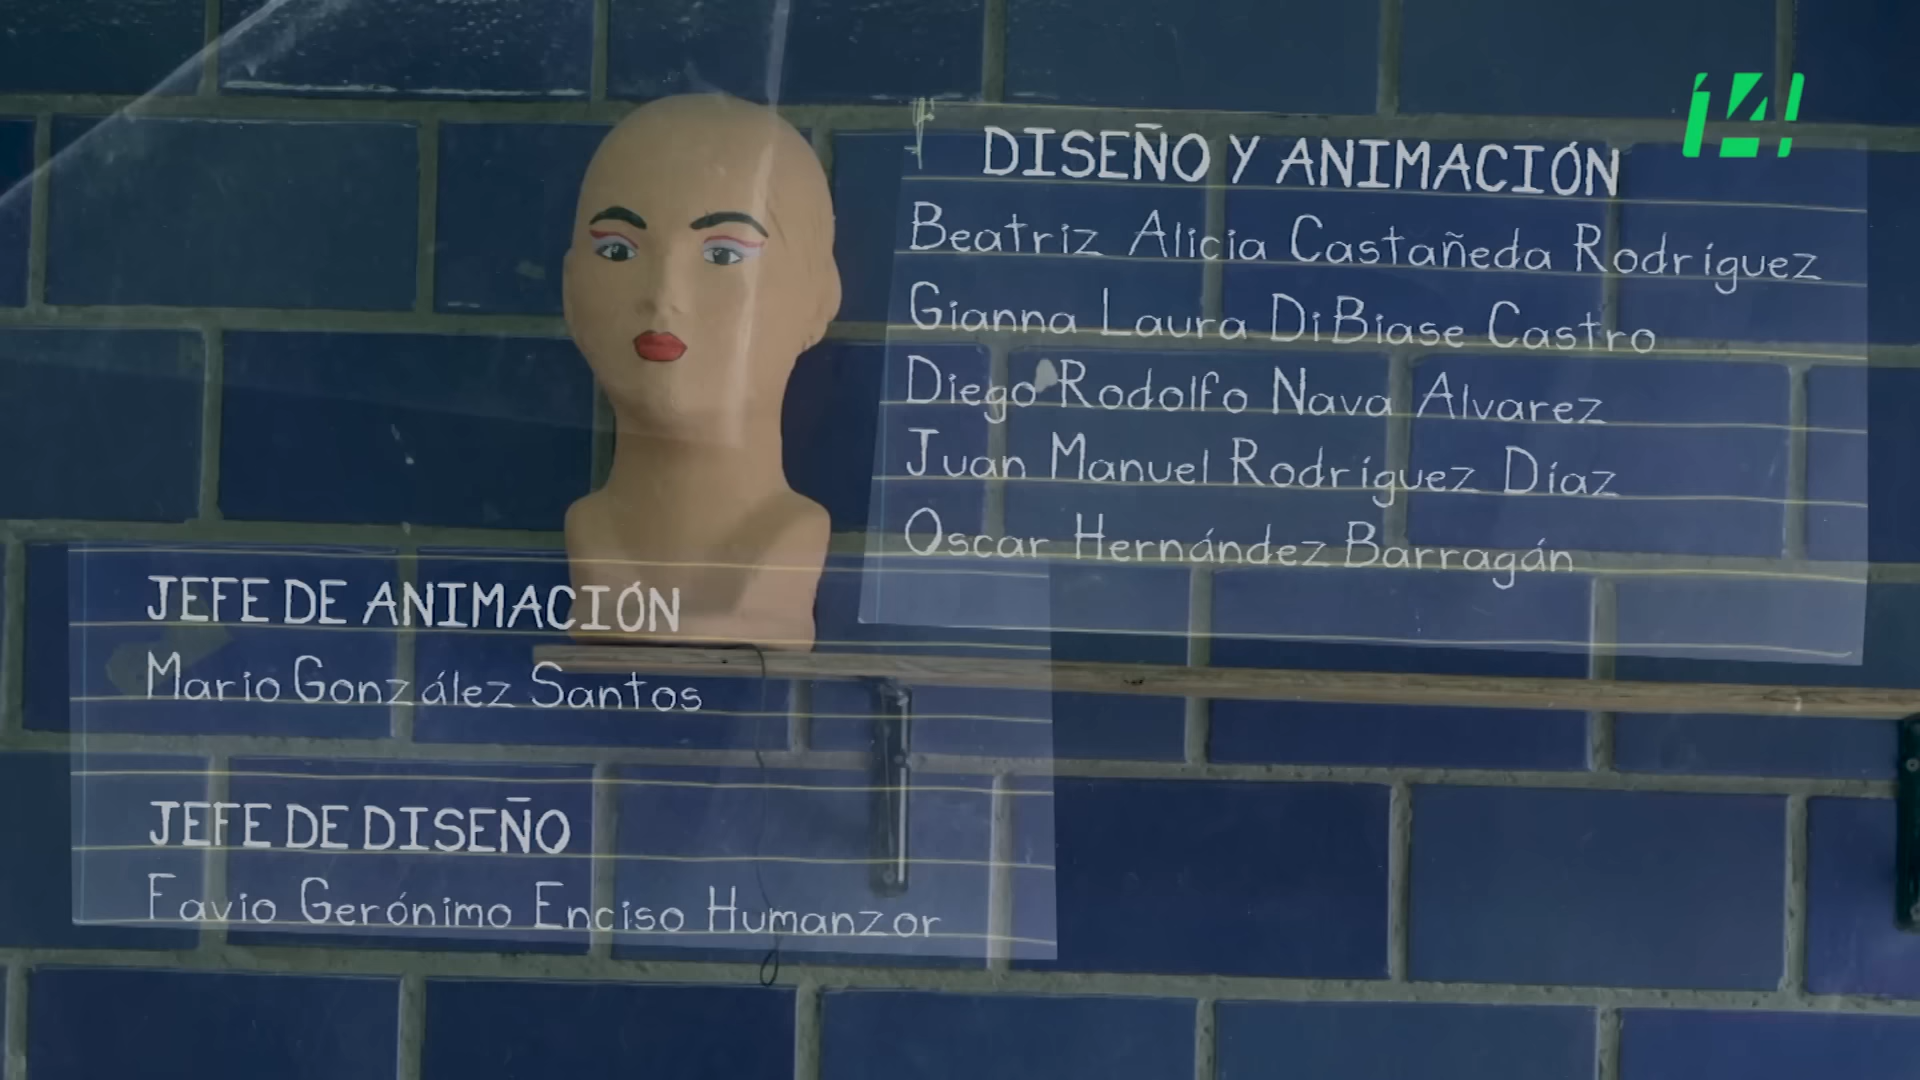 14!
DISEÑO Y ANIMACIÓN
Beatriz Alicia Castañeda Rodríguez
Gianna Laura DiBiase Castro
Diego Rodolfo Nava Alvarez
Juan Manuel Rodríguez Díaz
Oscar Hernández Barragán
JEFE DE ANIMACIÓN
Mario González Santos
JEFE DE DISEÑO
Favio Gerónimo Enciso Humanzor